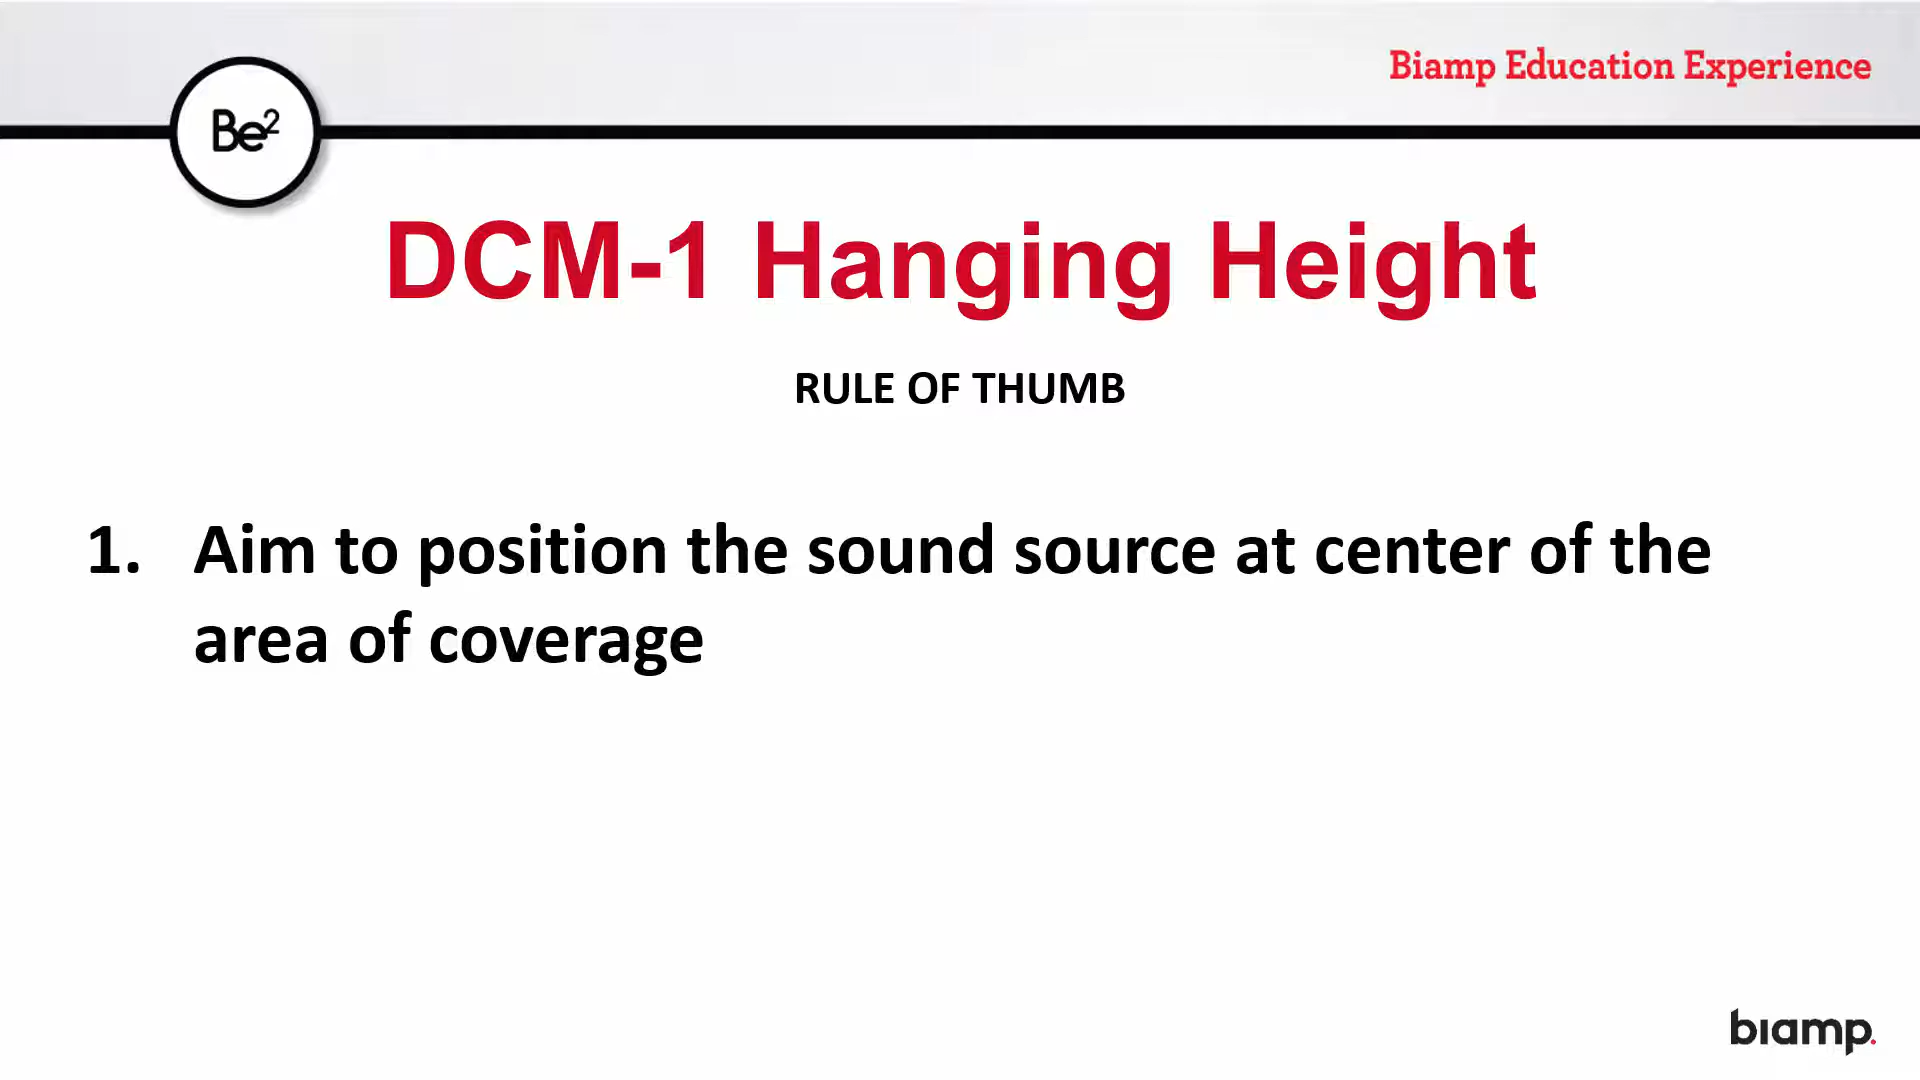 Biamp Education Experience
Be²
DCM-1 Hanging Height
RULE OF THUMB
1. Aim to position the sound source at center of the
area of coverage
biamp.